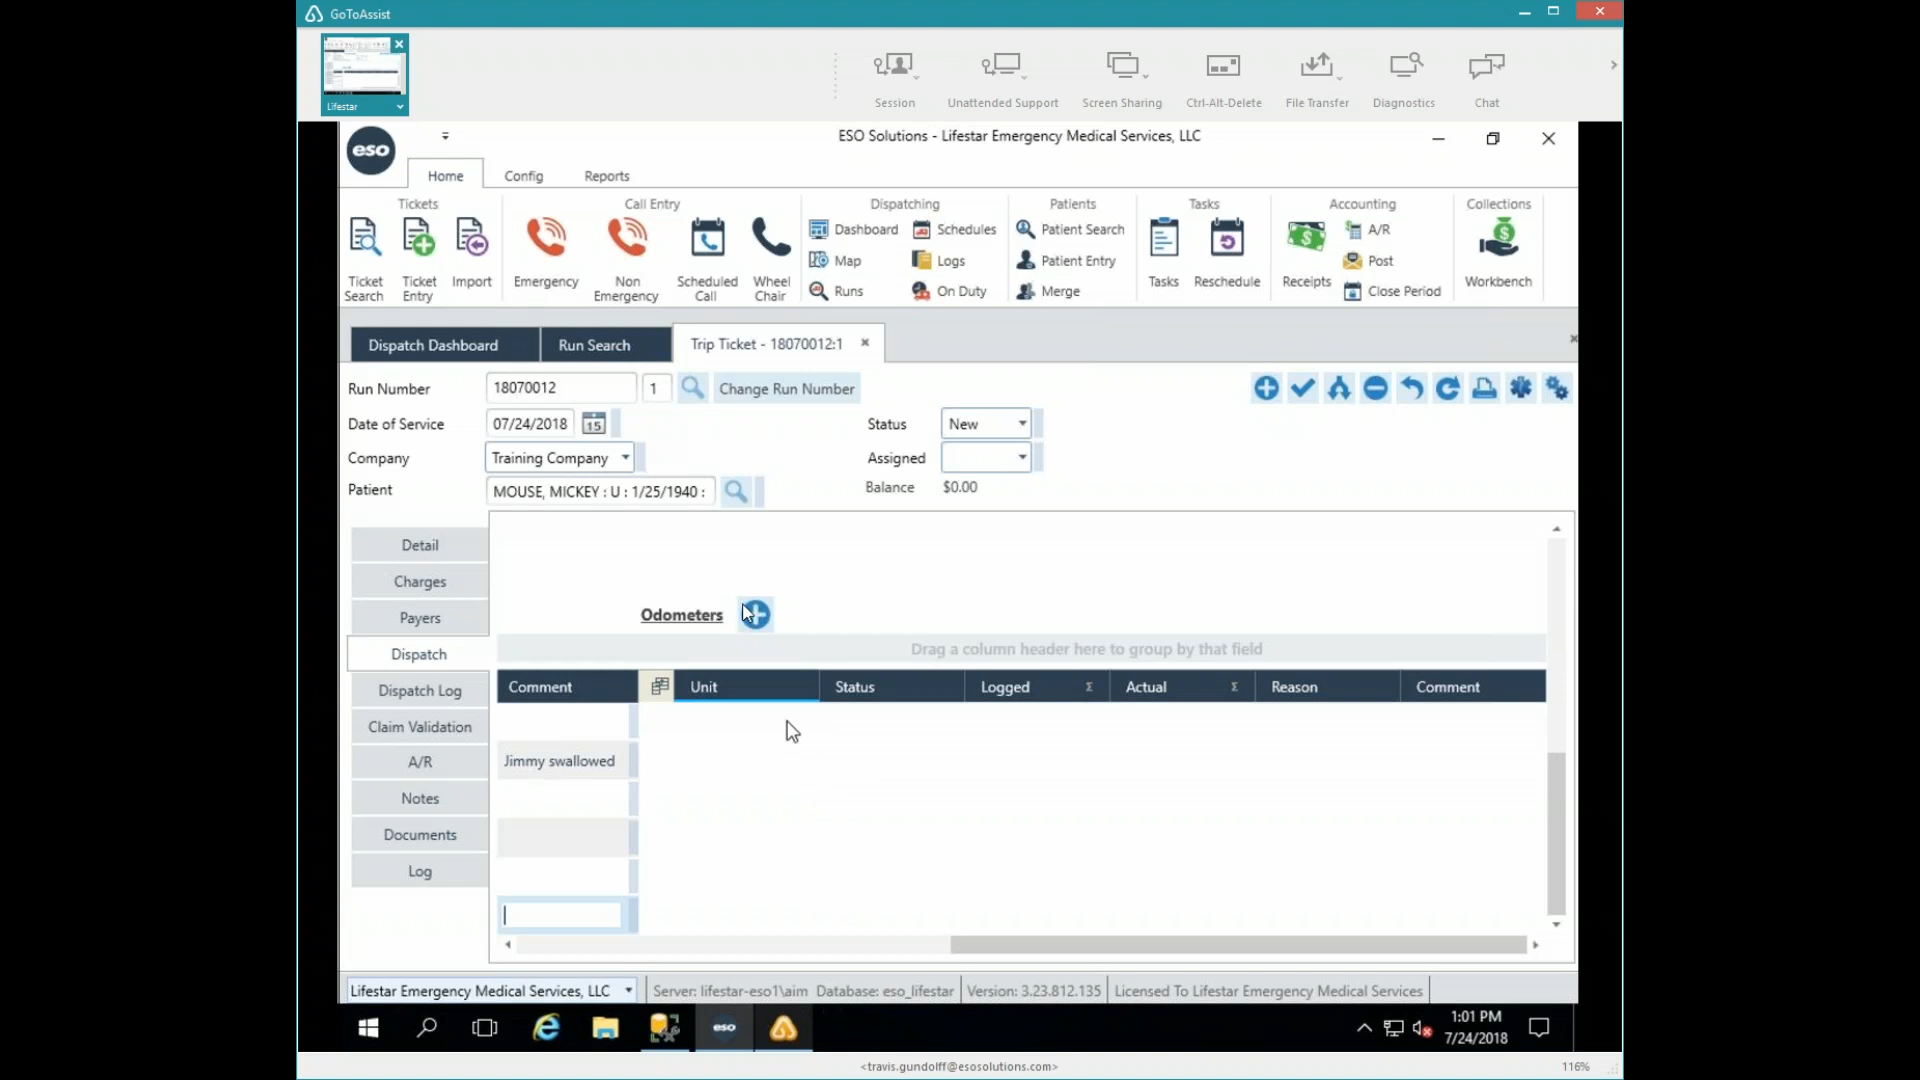 GoToAssist
Lifestar
Session
Unattended Support
Screen Sharing
Ctrl-Alt-Delete
File Transfer
Diagnostics
Chat
eso
ESO Solutions - Lifestar Emergency Medical Services, LLC
Home
Config
Reports
Tickets
Ticket Search
Ticket Entry
Import
Call Entry
Emergency
Non Emergency
Scheduled Call
Wheel Chair
Dispatching
Dashboard
Schedules
Map
Logs
Runs
On Duty
Patients
Patient Search
Patient Entry
Merge
Tasks
Tasks
Reschedule
Accounting
Receipts
A/R
Post
Close Period
Collections
Workbench
Dispatch Dashboard
Run Search
Trip Ticket - 18070012:1
Run Number 18070012 1 Change Run Number
Date of Service 07/24/2018 15 Status New
Company Training Company Assigned
Patient MOUSE, MICKEY : U : 1/25/1940 : Balance $0.00
Detail
Charges
Payers
Dispatch
Dispatch Log
Claim Validation
A/R
Notes
Documents
Log
Odometers
Drag a column header here to group by that field
Comment Unit Status Logged Σ Actual Σ Reason Comment
Jimmy swallowed
Lifestar Emergency Medical Services, LLC Server: lifestar-eso1\aim Database: eso_lifestar Version: 3.23.812.135 Licensed To Lifestar Emergency Medical Services
eso
1:01 PM
7/24/2018
<travis.gundolff@esosolutions.com>
116%